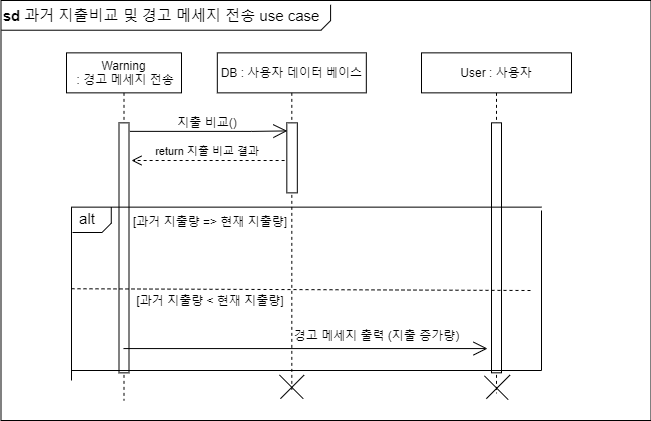 sd 과거 지출비교 및 경고 메세지 전송 use case
Warning
: 경고 메세지 전송
DB : 사용자 데이터 베이스
User : 사용자
지출 비교()
return 지출 비교 결과
alt
[과거 지출량 => 현재 지출량]
[과거 지출량 < 현재 지출량]
경고 메세지 출력 (지출 증가량)